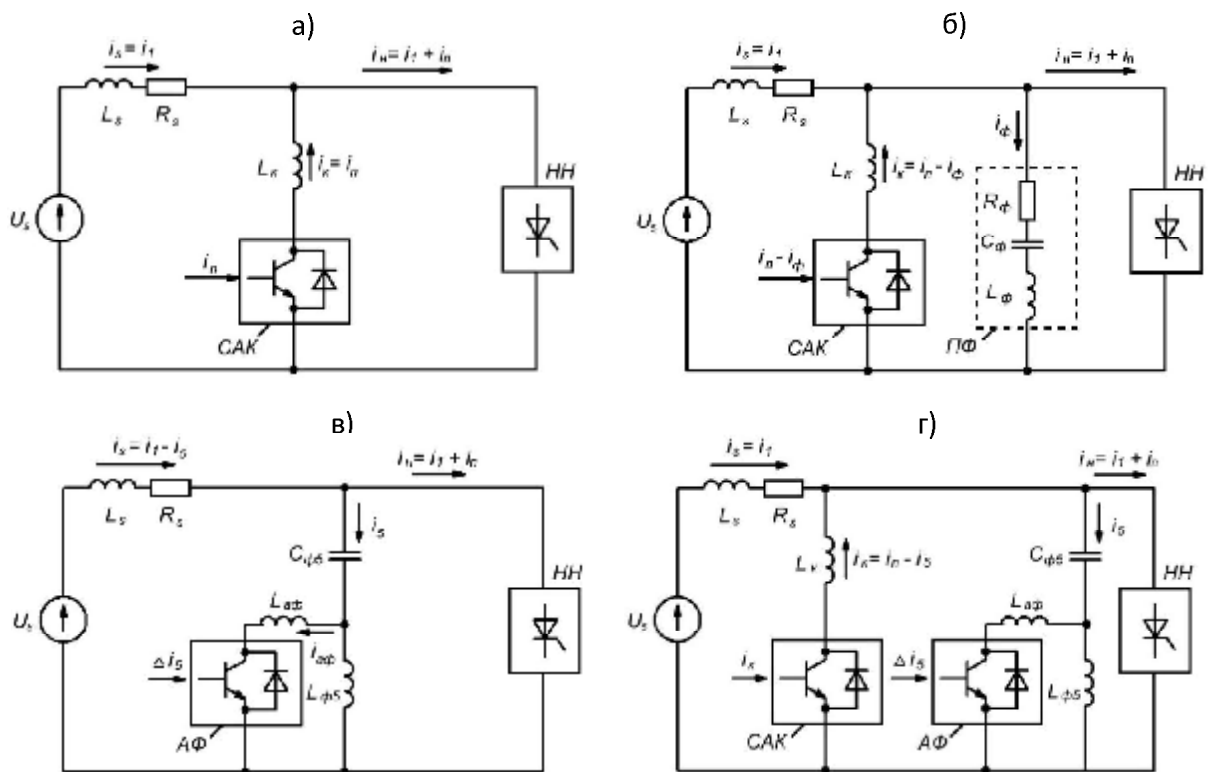 а)
i_s = i_1
i_н = i_1 + i_п
L_s
R_s
L_к
i_к = i_п
НН
U_s
i_п
САК
б)
i_s = i_1
i_н = i_1 + i_п
L_s
R_s
i_ф
L_к
i_к = i_п - i_ф
НН
R_ф
U_s
i_п - i_ф
C_ф
L_ф
САК
ПФ
в)
i_s = i_1 - i_5
i_н = i_1 + i_п
L_s
R_s
i_5
C_ф5
НН
L_аф
U_s
i_аф
Δ i_5
L_ф5
АФ
г)
i_s = i_1
i_н = i_1 + i_п
L_s
R_s
i_5
L_к
i_к = i_п - i_5
C_ф5
НН
L_аф
U_s
i_к
Δ i_5
L_ф5
САК
АФ